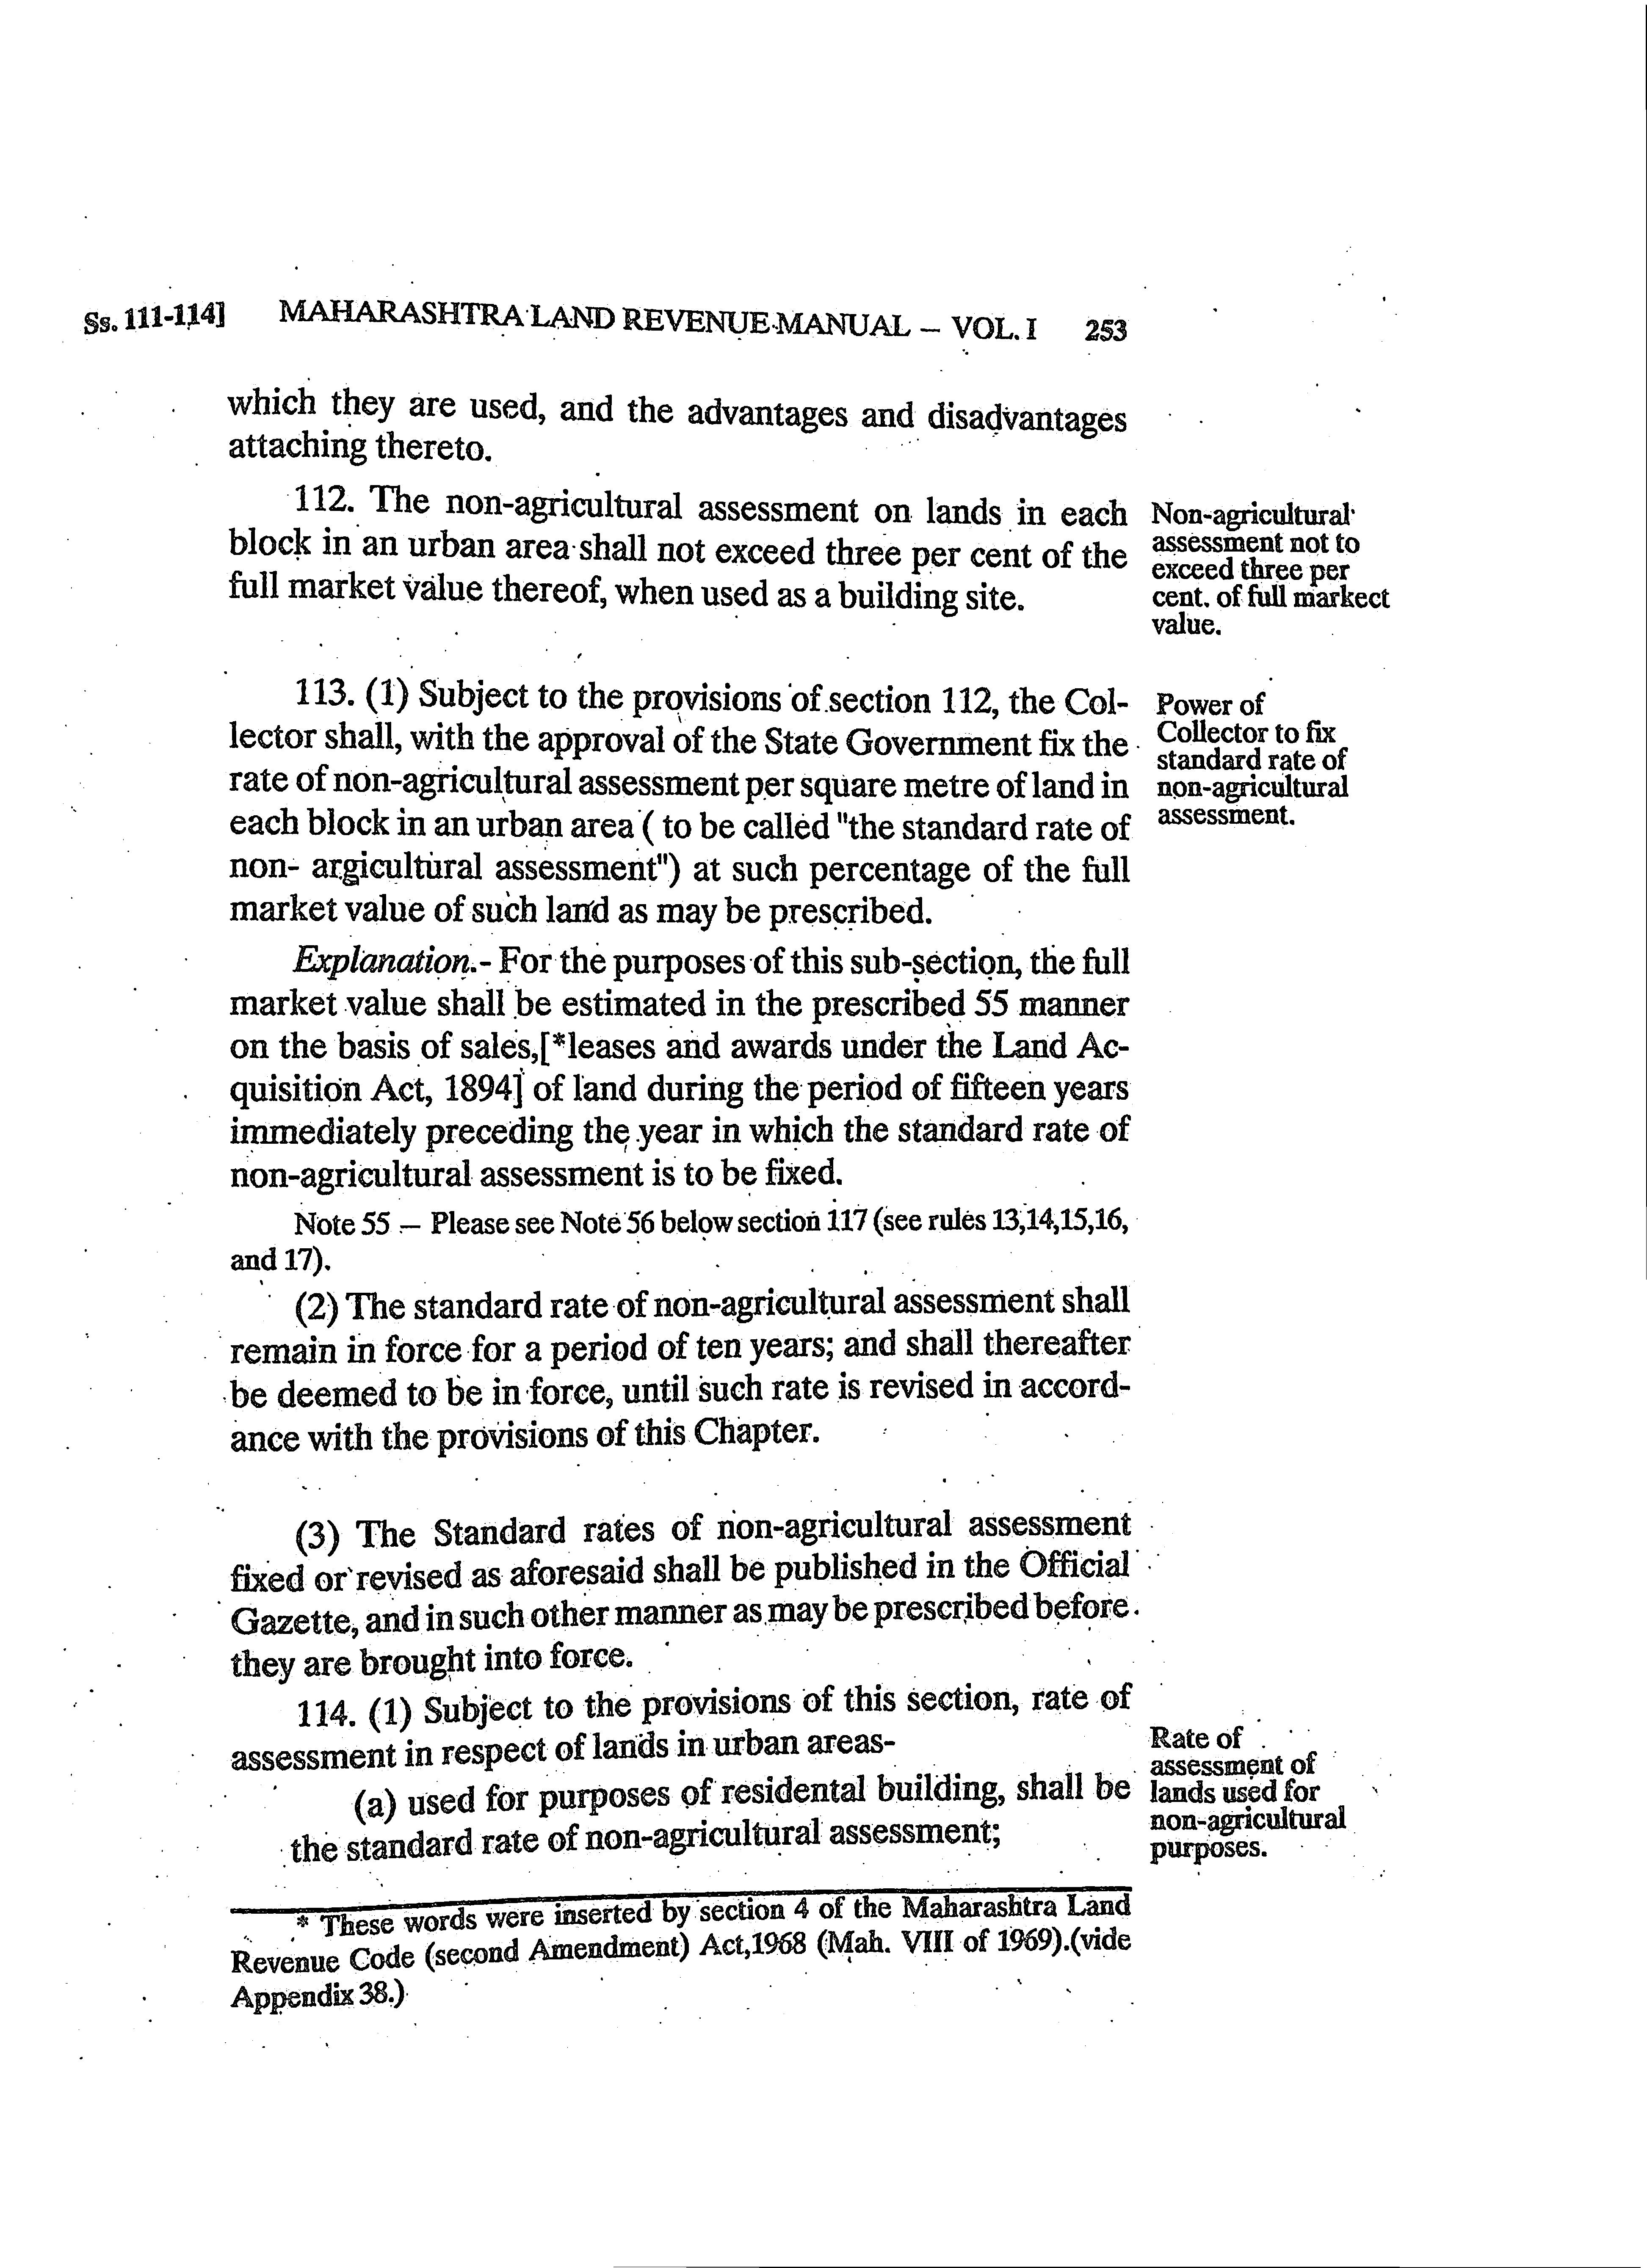 Ss. 111-114] MAHARASHTRA LAND REVENUE MANUAL – VOL. I 253
which they are used, and the advantages and disadvantages
attaching thereto.
112. The non-agricultural assessment on lands in each
block in an urban area shall not exceed three per cent of the
full market value thereof, when used as a building site.
Non-agricultural
assessment not to
exceed three per
cent. of full markect
value.
113. (1) Subject to the provisions of section 112, the Col-
lector shall, with the approval of the State Government fix the
rate of non-agricultural assessment per square metre of land in
each block in an urban area ( to be called "the standard rate of
non- argicultural assessment") at such percentage of the full
market value of such land as may be prescribed.
Power of
Collector to fix
standard rate of
non-agricultural
assessment.
Explanation.- For the purposes of this sub-section, the full
market value shall be estimated in the prescribed 55 manner
on the basis of sales,[*leases and awards under the Land Ac-
quisition Act, 1894] of land during the period of fifteen years
immediately preceding the year in which the standard rate of
non-agricultural assessment is to be fixed.
Note 55 – Please see Note 56 below section 117 (see rules 13,14,15,16,
and 17).
(2) The standard rate of non-agricultural assessment shall
remain in force for a period of ten years; and shall thereafter
be deemed to be in force, until such rate is revised in accord-
ance with the provisions of this Chapter.
(3) The Standard rates of non-agricultural assessment
fixed or revised as aforesaid shall be published in the Official
Gazette, and in such other manner as may be prescribed before
they are brought into force.
114. (1) Subject to the provisions of this section, rate of
assessment in respect of lands in urban areas-
(a) used for purposes of residental building, shall be
the standard rate of non-agricultural assessment;
Rate of
assessment of
lands used for
non-agricultural
purposes.
* These words were inserted by section 4 of the Maharashtra Land
Revenue Code (second Amendment) Act,1968 (Mah. VIII of 1969).(vide
Appendix 38.)